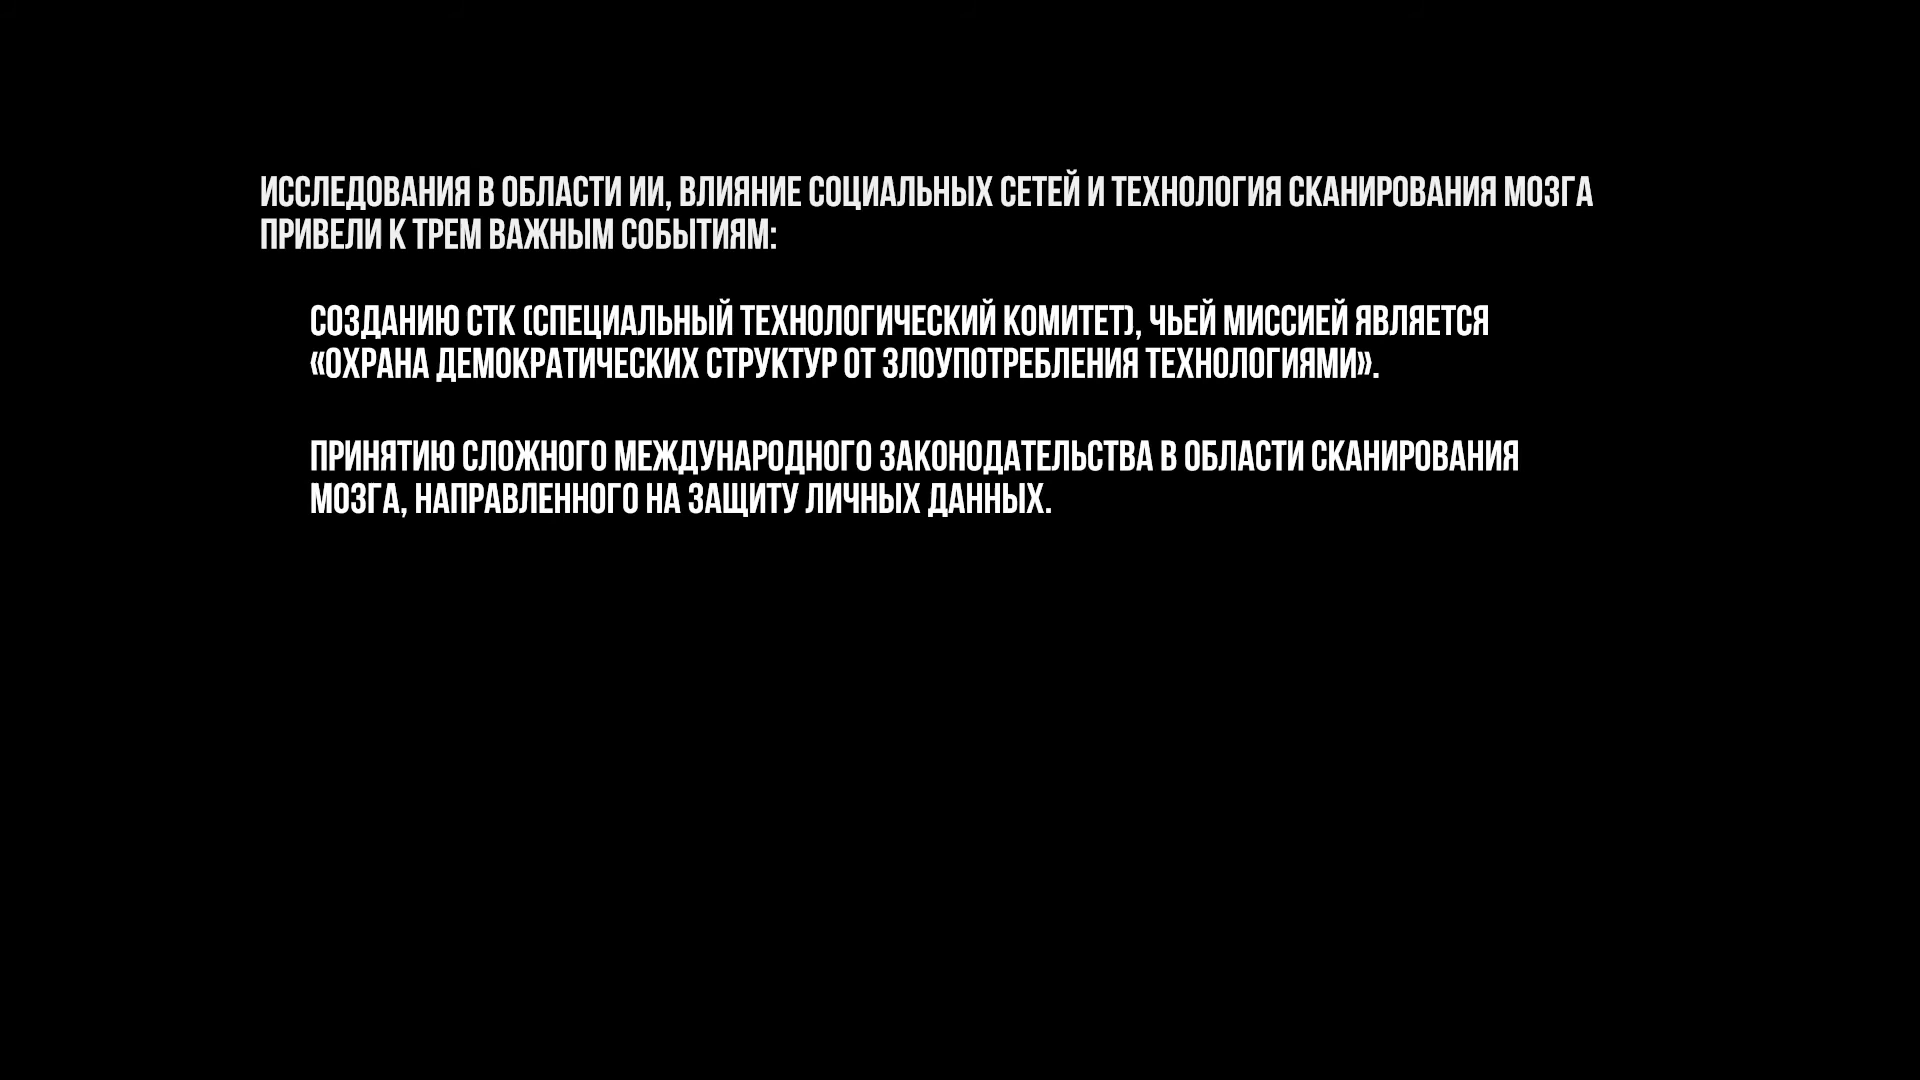 ИССЛЕДОВАНИЯ В ОБЛАСТИ ИИ, ВЛИЯНИЕ СОЦИАЛЬНЫХ СЕТЕЙ И ТЕХНОЛОГИЯ СКАНИРОВАНИЯ МОЗГА
ПРИВЕЛИ К ТРЕМ ВАЖНЫМ СОБЫТИЯМ:
СОЗДАНИЮ СТК (СПЕЦИАЛЬНЫЙ ТЕХНОЛОГИЧЕСКИЙ КОМИТЕТ), ЧЬЕЙ МИССИЕЙ ЯВЛЯЕТСЯ
«ОХРАНА ДЕМОКРАТИЧЕСКИХ СТРУКТУР ОТ ЗЛОУПОТРЕБЛЕНИЯ ТЕХНОЛОГИЯМИ».
ПРИНЯТИЮ СЛОЖНОГО МЕЖДУНАРОДНОГО ЗАКОНОДАТЕЛЬСТВА В ОБЛАСТИ СКАНИРОВАНИЯ
МОЗГА, НАПРАВЛЕННОГО НА ЗАЩИТУ ЛИЧНЫХ ДАННЫХ.